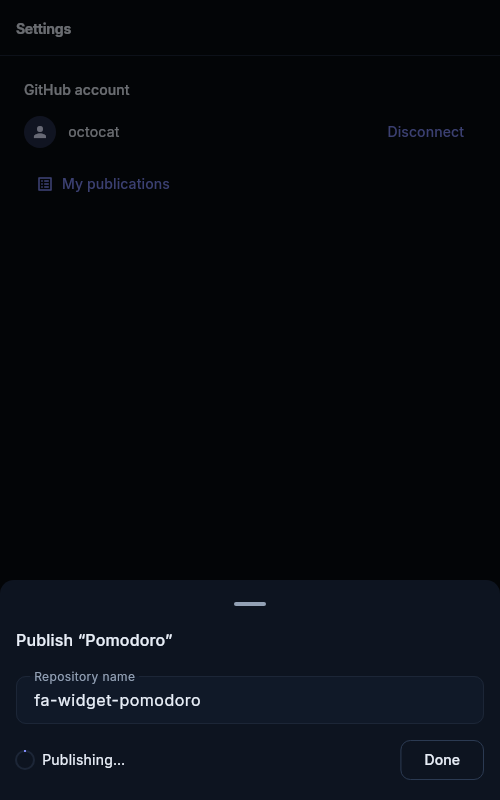 Settings
GitHub account
octocat
Disconnect
My publications
Publish “Pomodoro”
Repository name
fa-widget-pomodoro
Publishing...
Done